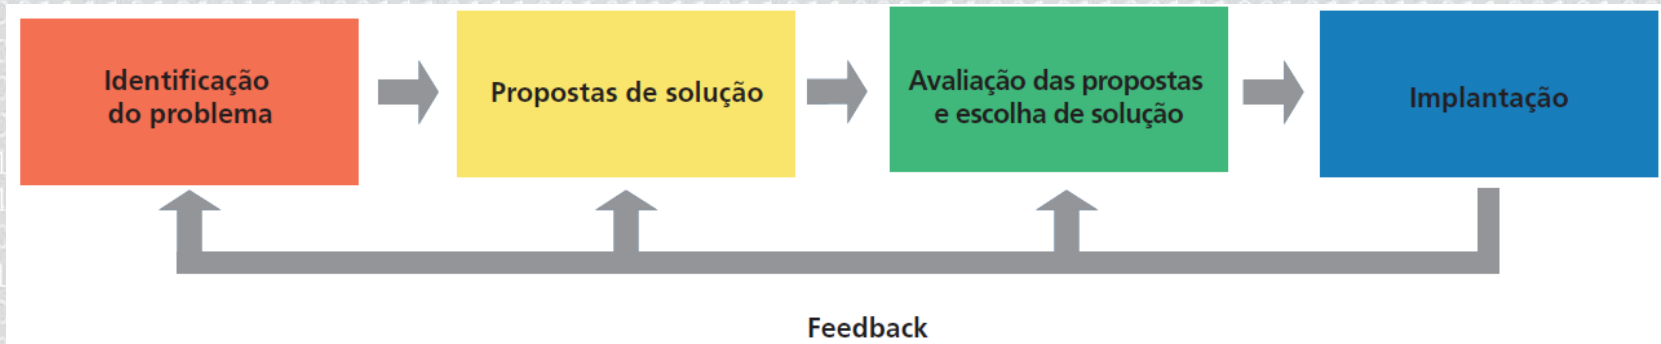 Identificação
do problema
Propostas de solução
Avaliação das propostas
e escolha de solução
Implantação
Feedback